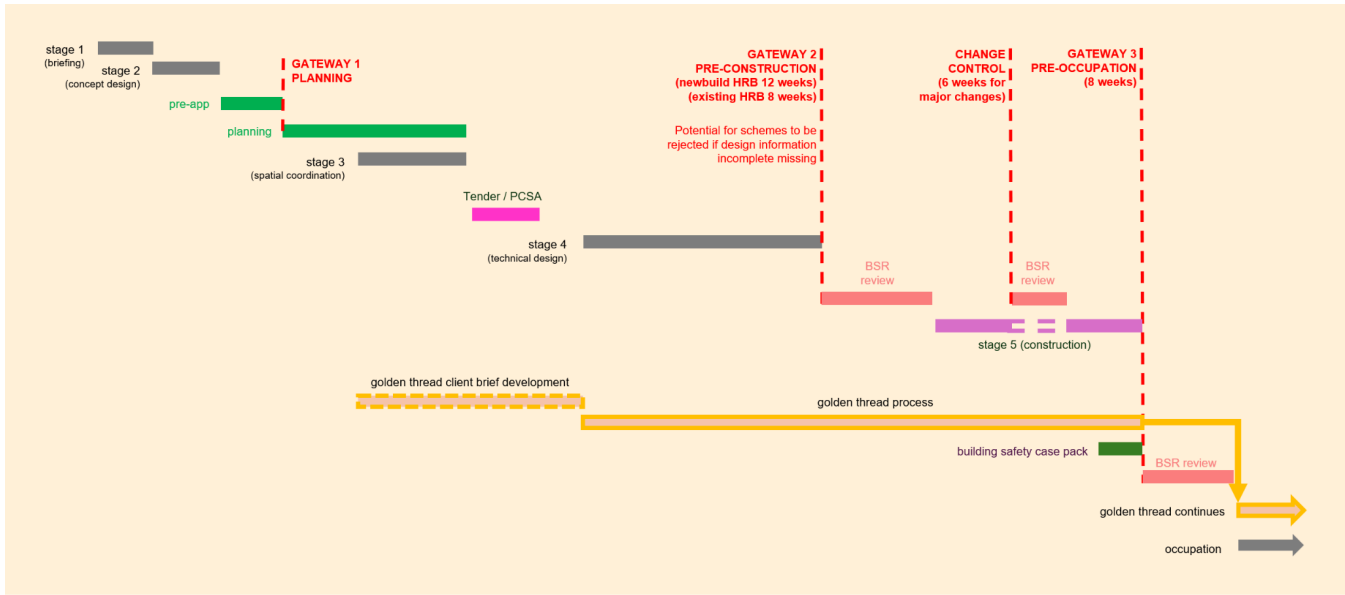 stage 1
(briefing)
stage 2
(concept design)
GATEWAY 1
PLANNING
pre-app
planning
stage 3
(spatial coordination)
Tender / PCSA
stage 4
(technical design)
GATEWAY 2
PRE-CONSTRUCTION
(newbuild HRB 12 weeks)
(existing HRB 8 weeks)
Potential for schemes to be
rejected if design information
incomplete missing
CHANGE
CONTROL
(6 weeks for
major changes)
GATEWAY 3
PRE-OCCUPATION
(8 weeks)
BSR
review
BSR
review
stage 5 (construction)
golden thread client brief development
golden thread process
building safety case pack
BSR review
golden thread continues
occupation